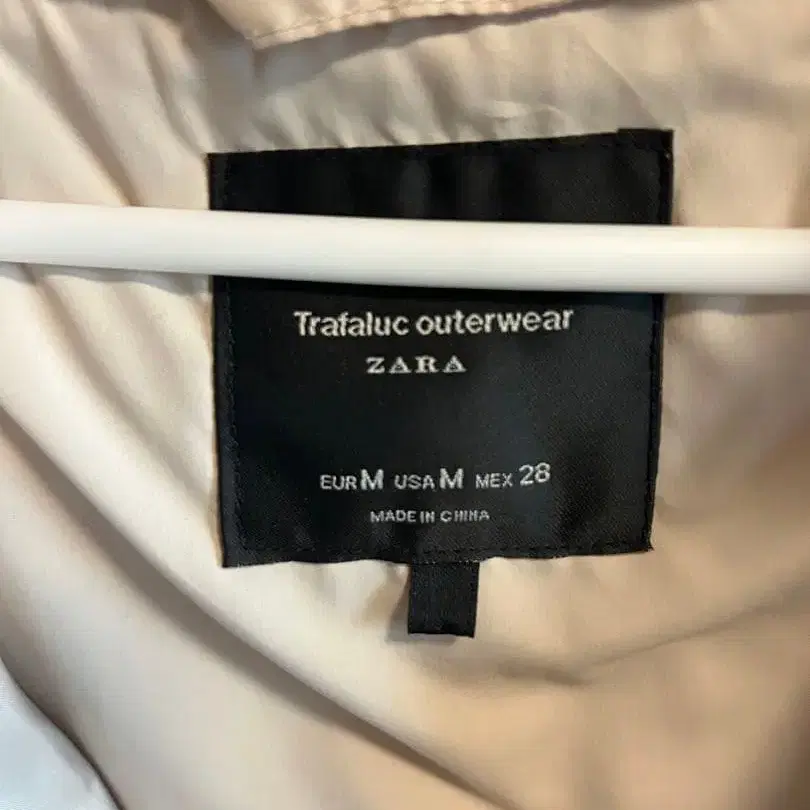 Trafaluc outerwear
ZARA
EUR M USA M MEX 28
MADE IN CHINA